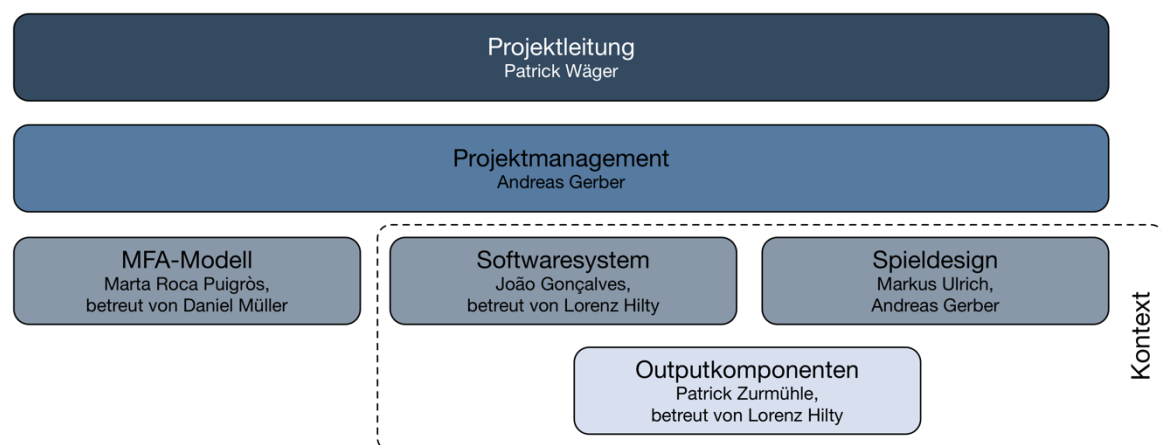 Projektleitung
Patrick Wäger
Projektmanagement
Andreas Gerber
MFA-Modell
Marta Roca Puigròs,
betreut von Daniel Müller
Softwaresystem
João Gonçalves,
betreut von Lorenz Hilty
Spieldesign
Markus Ulrich,
Andreas Gerber
Kontext
Outputkomponenten
Patrick Zurmühle,
betreut von Lorenz Hilty